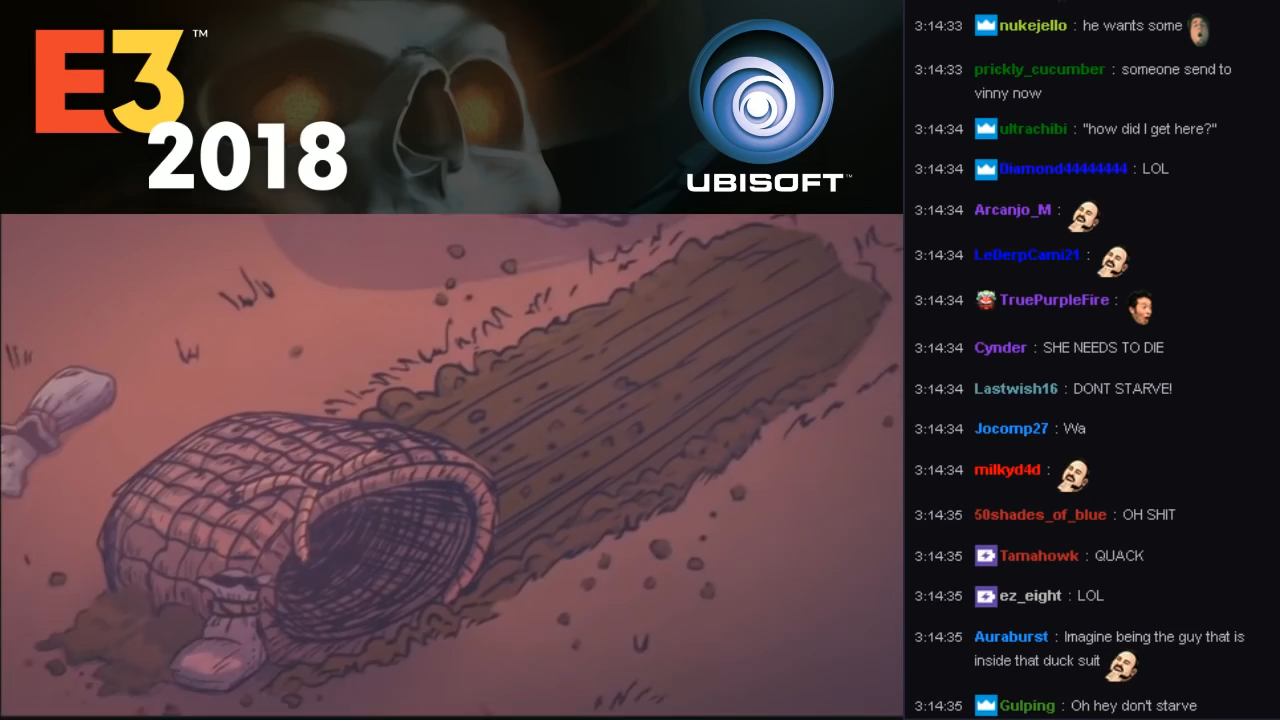 E3™
2018
UBISOFT™
3:14:33 nukejello : he wants some
3:14:33 prickly_cucumber : someone send to
vinny now
3:14:34 ultrachibi : "how did I get here?"
3:14:34 Diamond44444444 : LOL
3:14:34 Arcanjo_M :
3:14:34 LeDerpCami21 :
3:14:34 TruePurpleFire :
3:14:34 Cynder : SHE NEEDS TO DIE
3:14:34 Lastwish16 : DONT STARVE!
3:14:34 Jocomp27 : Wa
3:14:34 milkyd4d :
3:14:35 50shades_of_blue : OH SHIT
3:14:35 Tamahowk : QUACK
3:14:35 ez_eight : LOL
3:14:35 Auraburst : Imagine being the guy that is
inside that duck suit
3:14:35 Gulping : Oh hey don't starve